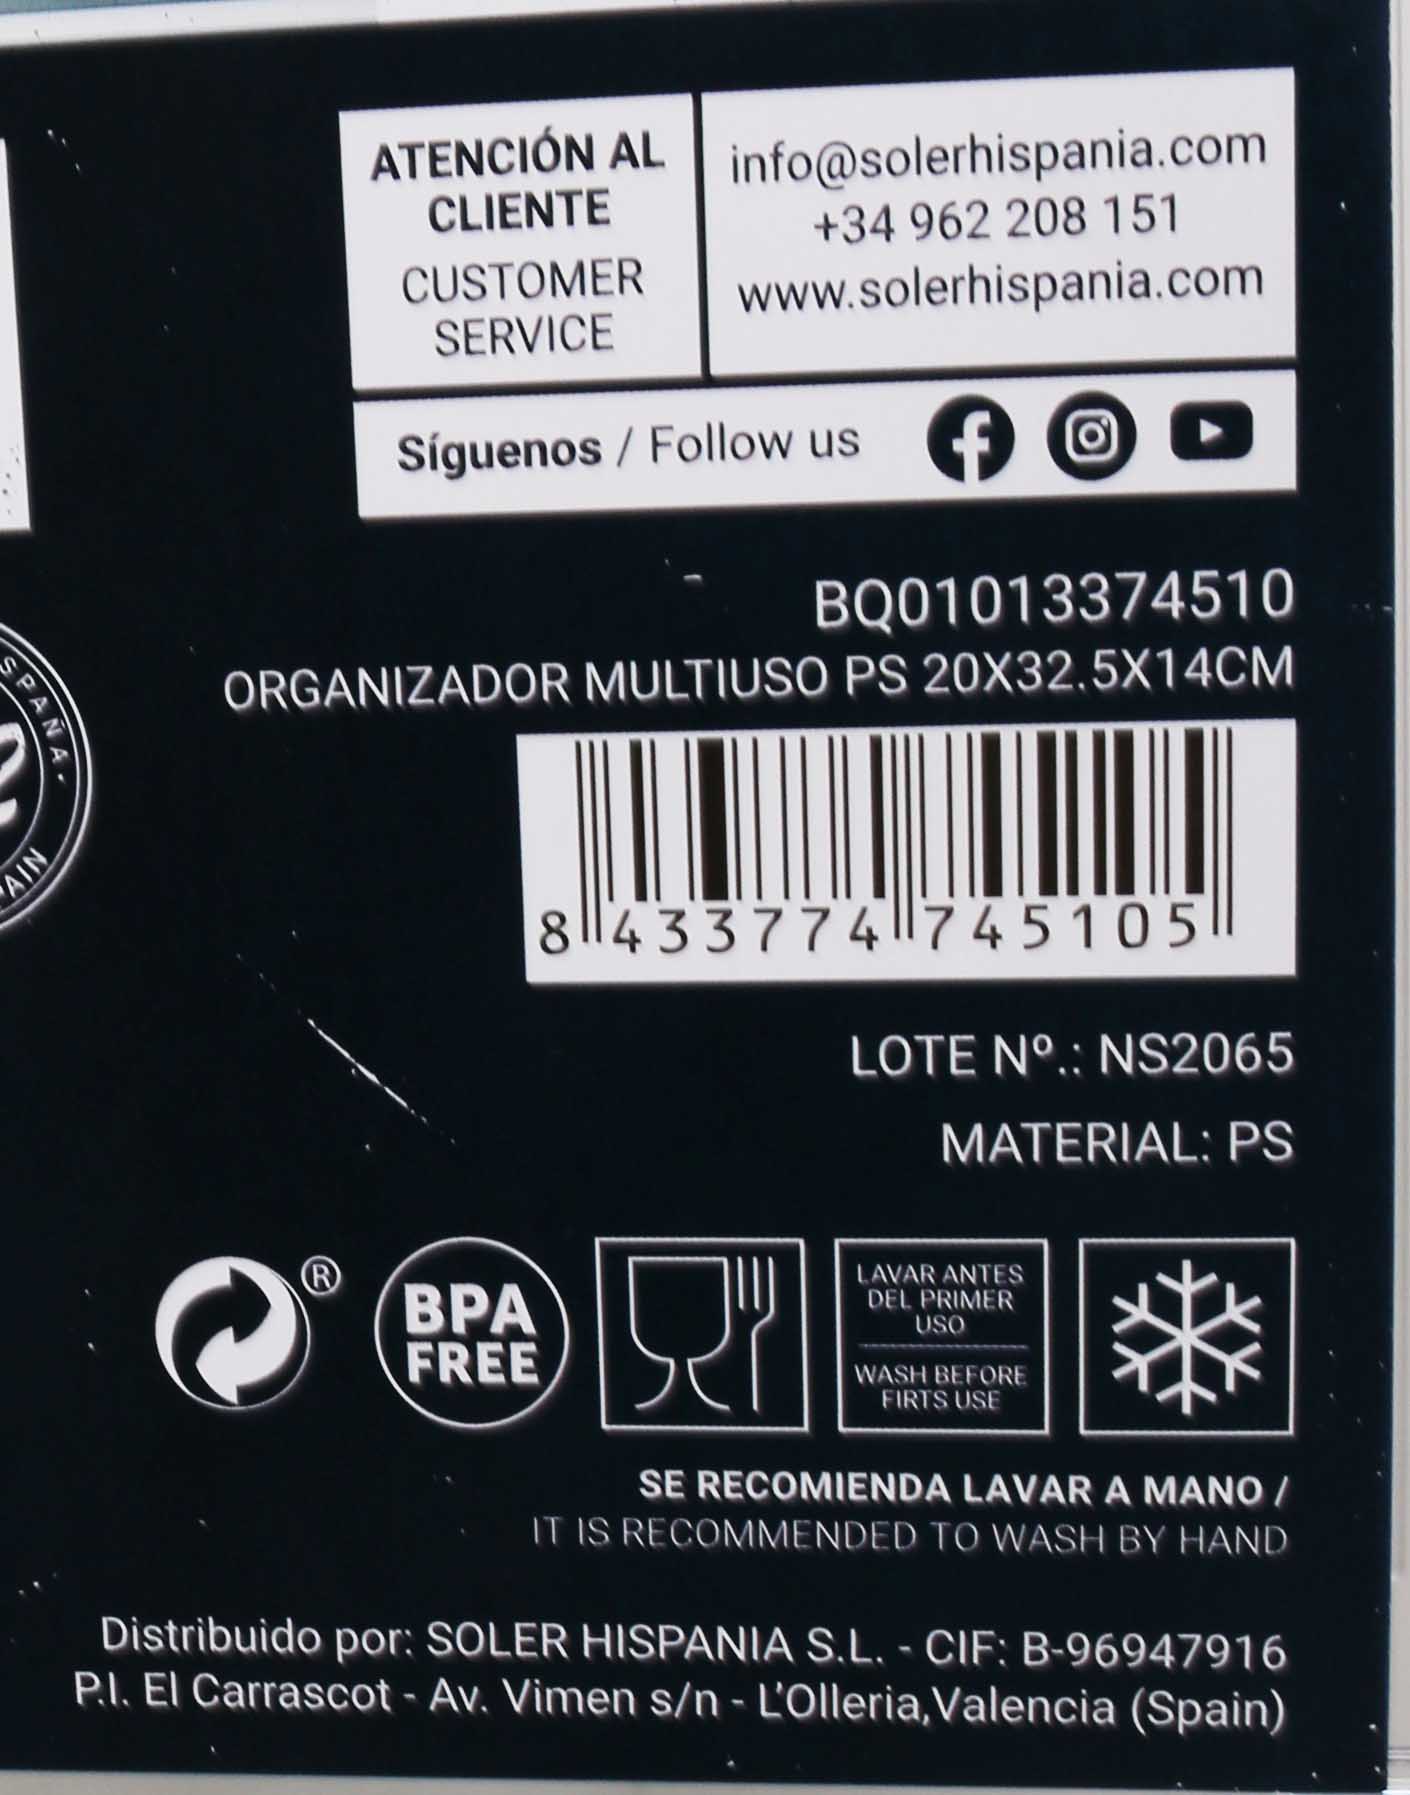 ATENCIÓN AL
CLIENTE
CUSTOMER
SERVICE
info@solerhispania.com
+34 962 208 151
www.solerhispania.com
Síguenos / Follow us
BQ01013374510
ORGANIZADOR MULTIUSO PS 20X32.5X14CM
8 433774 745105
LOTE Nº.: NS2065
MATERIAL: PS
®
BPA
FREE
LAVAR ANTES
DEL PRIMER
USO
WASH BEFORE
FIRTS USE
SE RECOMIENDA LAVAR A MANO /
IT IS RECOMMENDED TO WASH BY HAND
Distribuido por: SOLER HISPANIA S.L. - CIF: B-96947916
P.I. El Carrascot - Av. Vimen s/n - L'Olleria,Valencia (Spain)